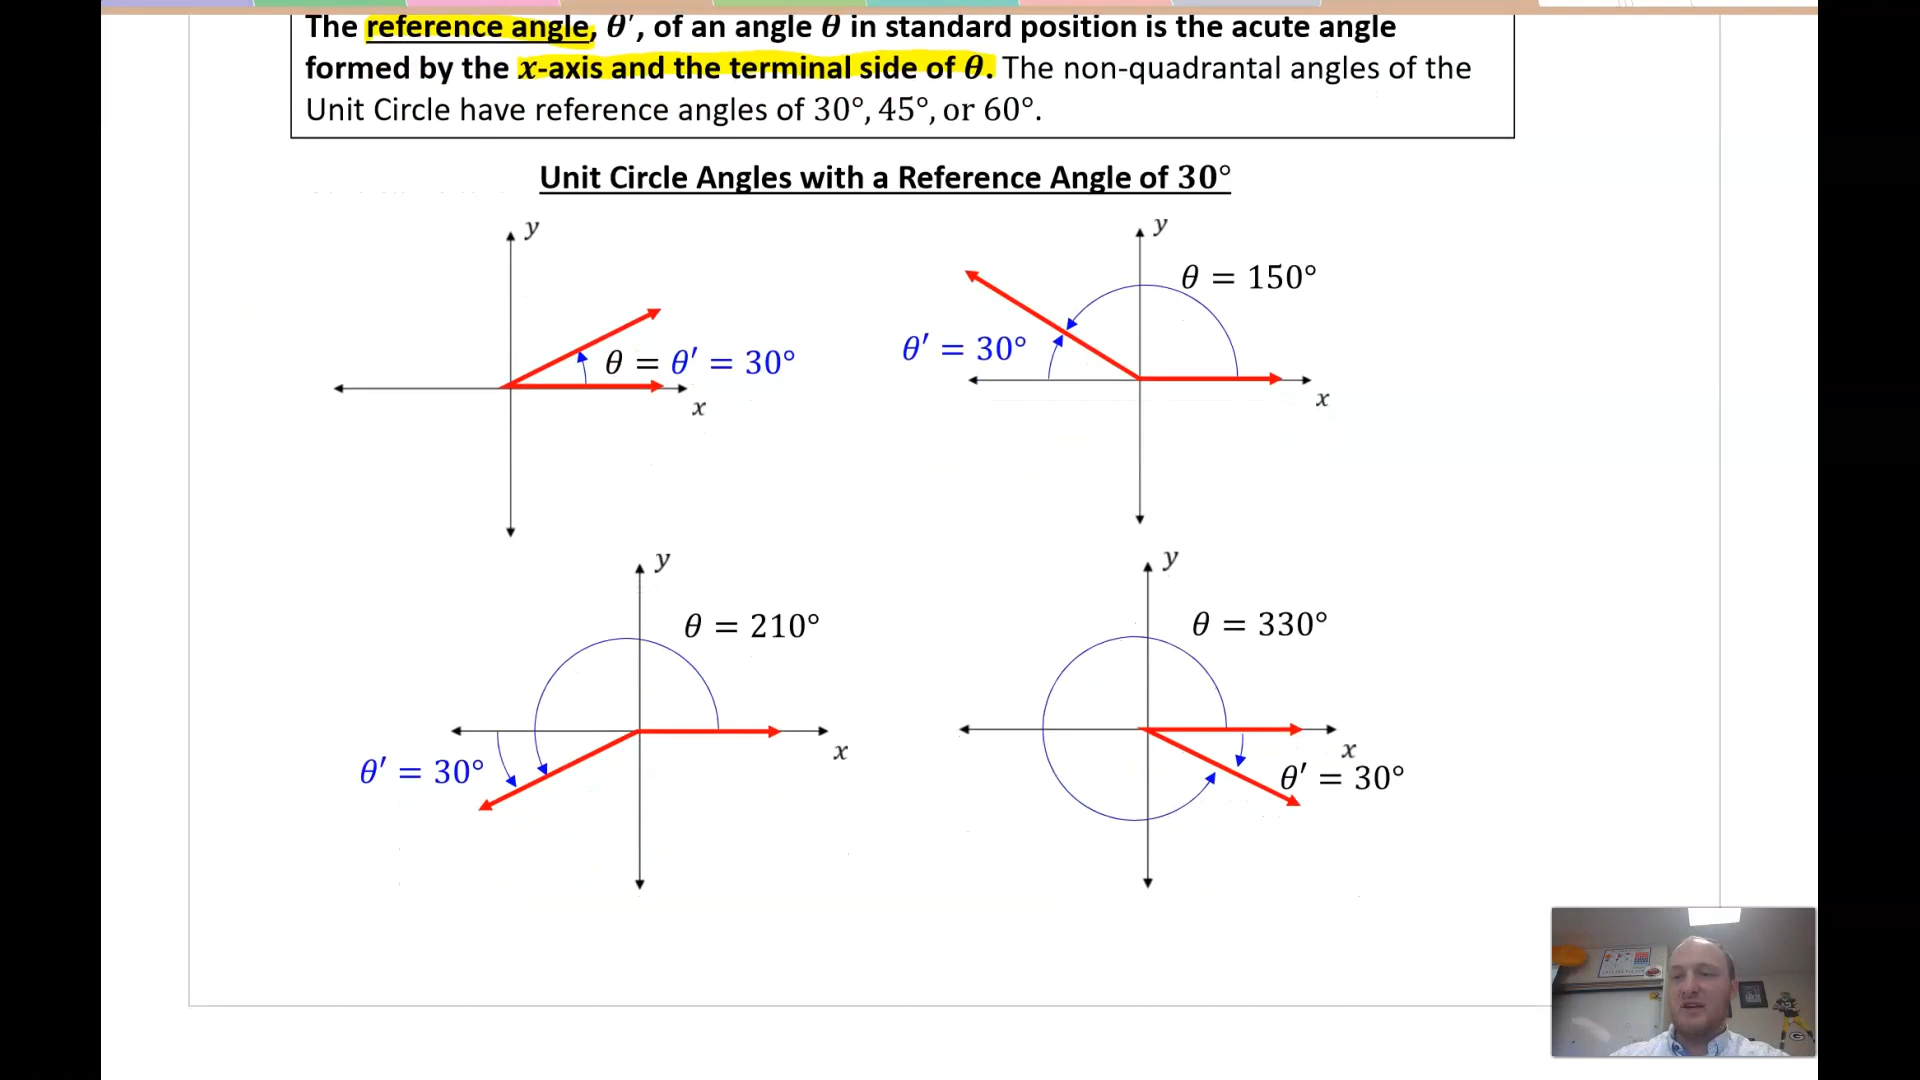 The reference angle, θ′, of an angle θ in standard position is the acute angle
formed by the x-axis and the terminal side of θ. The non-quadrantal angles of the
Unit Circle have reference angles of 30°, 45°, or 60°.
Unit Circle Angles with a Reference Angle of 30°
y
θ = θ′ = 30°
x
y
θ = 150°
θ′ = 30°
x
y
θ = 210°
x
θ′ = 30°
y
θ = 330°
x
θ′ = 30°
G